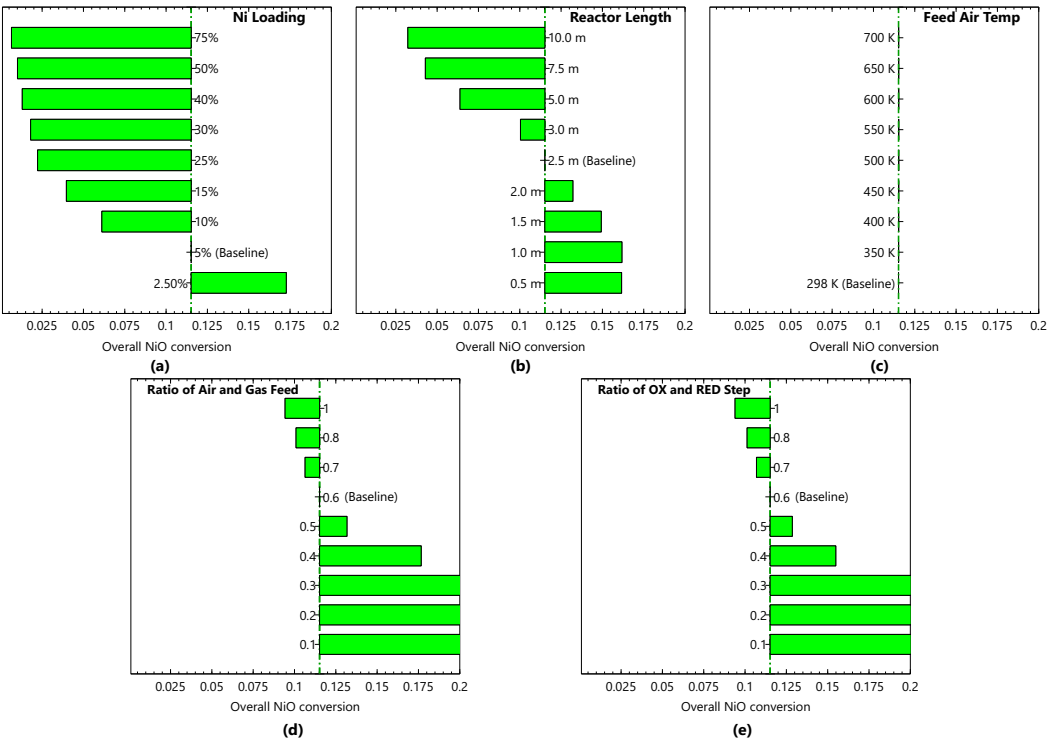 Ni Loading
75%
50%
40%
30%
25%
15%
10%
5% (Baseline)
2.50%
0.025 0.05 0.075 0.1 0.125 0.15 0.175 0.2
Overall NiO conversion
(a)
Reactor Length
10.0 m
7.5 m
5.0 m
3.0 m
2.5 m (Baseline)
2.0 m
1.5 m
1.0 m
0.5 m
0.025 0.05 0.075 0.1 0.125 0.15 0.175 0.2
Overall NiO conversion
(b)
Feed Air Temp
700 K
650 K
600 K
550 K
500 K
450 K
400 K
350 K
298 K (Baseline)
0.025 0.05 0.075 0.1 0.125 0.15 0.175 0.2
Overall NiO conversion
(c)
Ratio of Air and Gas Feed
1
0.8
0.7
0.6 (Baseline)
0.5
0.4
0.3
0.2
0.1
0.025 0.05 0.075 0.1 0.125 0.15 0.175 0.2
Overall NiO conversion
(d)
Ratio of OX and RED Step
1
0.8
0.7
0.6 (Baseline)
0.5
0.4
0.3
0.2
0.1
0.025 0.05 0.075 0.1 0.125 0.15 0.175 0.2
Overall NiO conversion
(e)